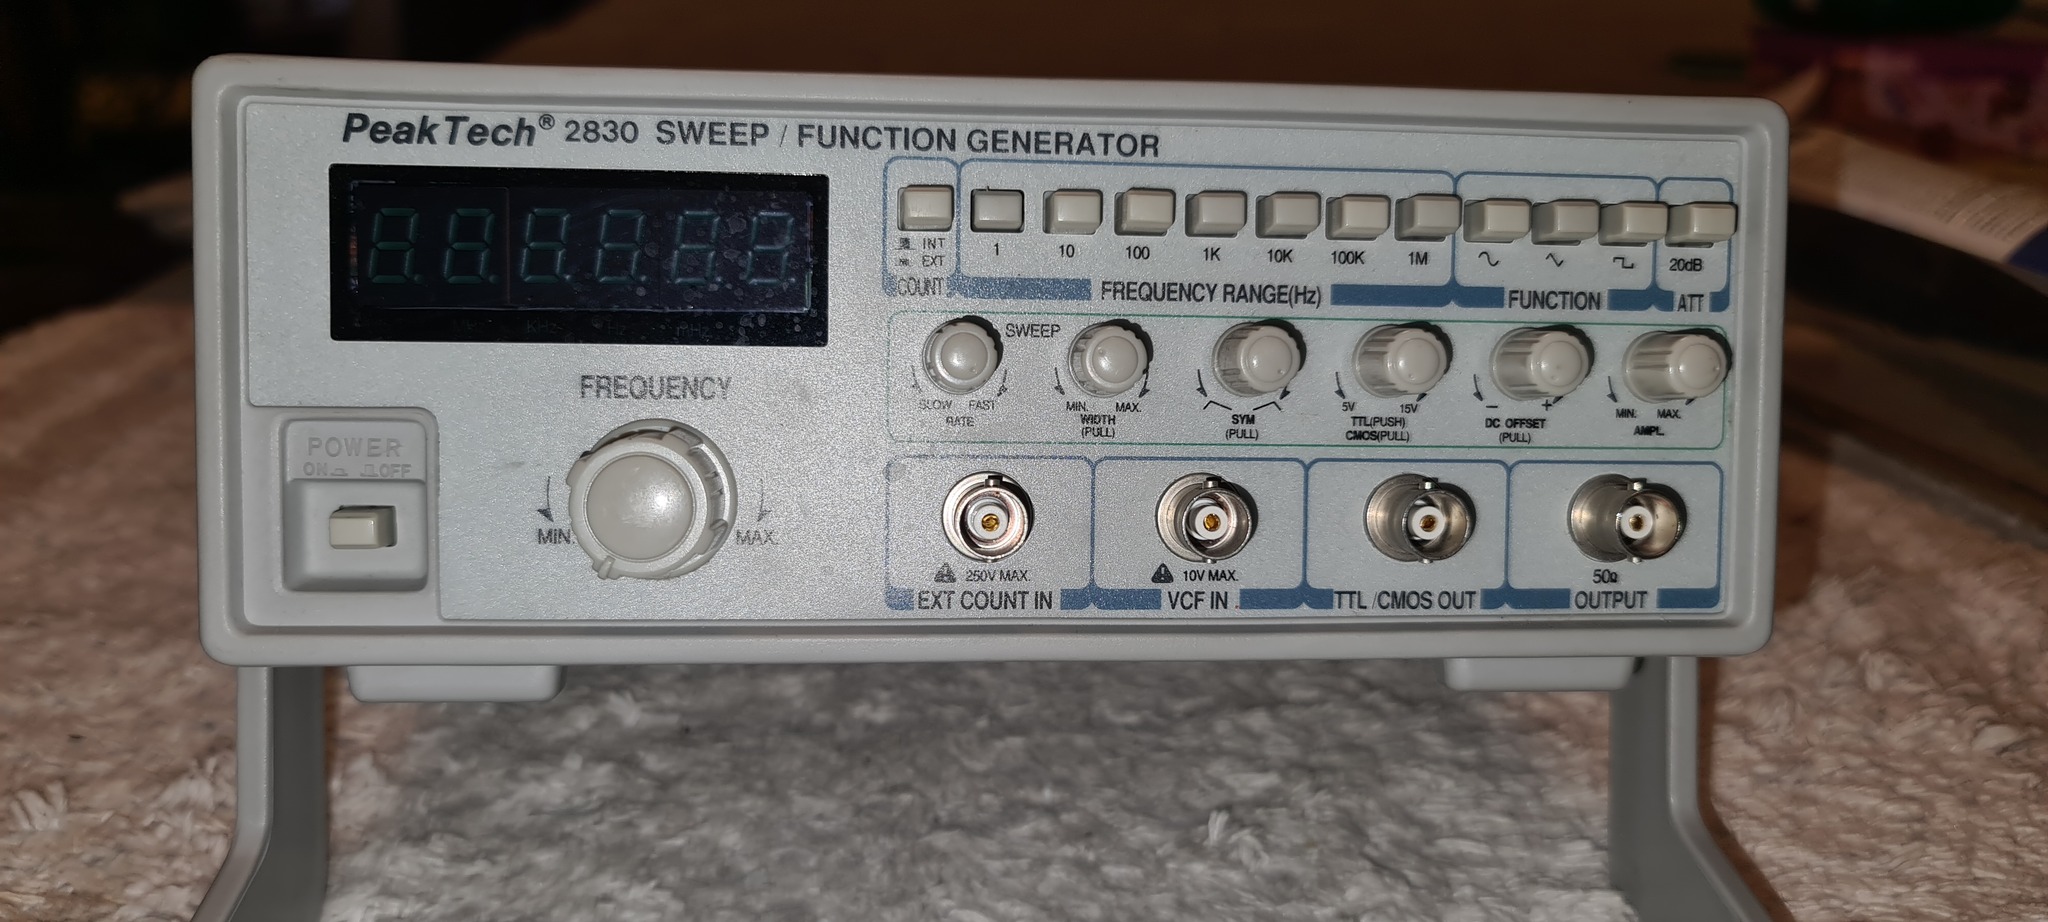 PeakTech® 2830 SWEEP / FUNCTION GENERATOR
KHz Hz mHz S
INT
EXT
COUNT
1 10 100 1K 10K 100K 1M
FREQUENCY RANGE(Hz)
FUNCTION
20dB
ATT
SWEEP
SLOW FAST
RATE
MIN. MAX.
WIDTH
(PULL)
SYM
(PULL)
5V 15V
TTL(PUSH)
CMOS(PULL)
− +
DC OFFSET
(PULL)
MIN. MAX.
AMPL.
FREQUENCY
MIN. MAX.
POWER
ON OFF
250V MAX.
EXT COUNT IN
10V MAX.
VCF IN
TTL/CMOS OUT
50Ω
OUTPUT